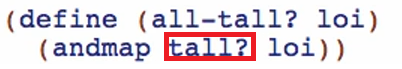 (define (all-tall? loi)
(andmap tall? loi))